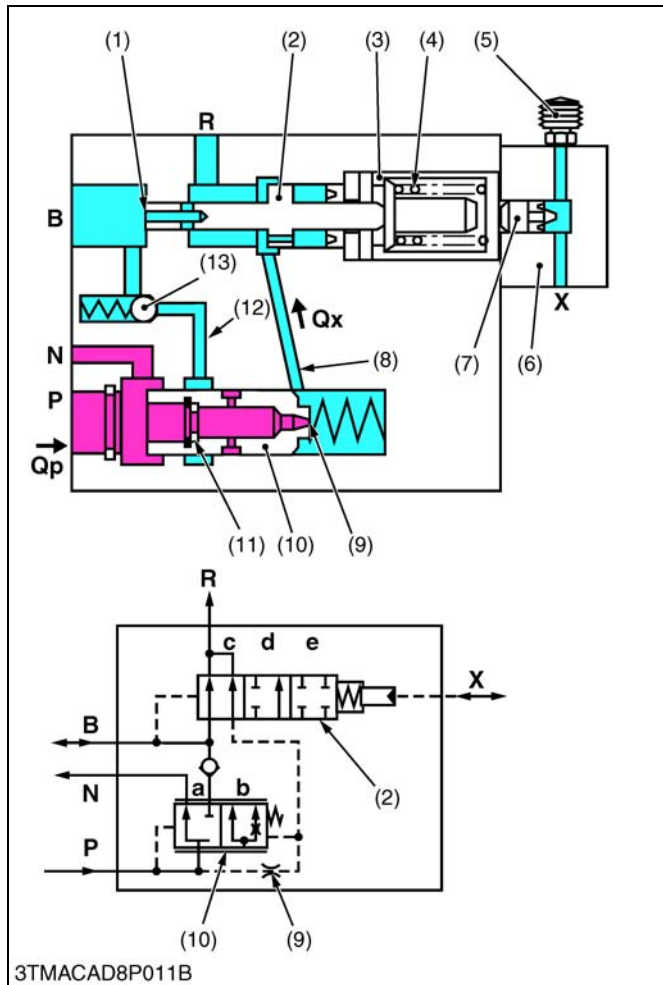 (1) (2) (3) (4) (5)
R
B
(13)
(12) Qx
N (8) (7) X (6)
P
Qp
(11) (10) (9)
R
c d e
X
B
(2)
N a b
P
(10) (9)
3TMACAD8P011B